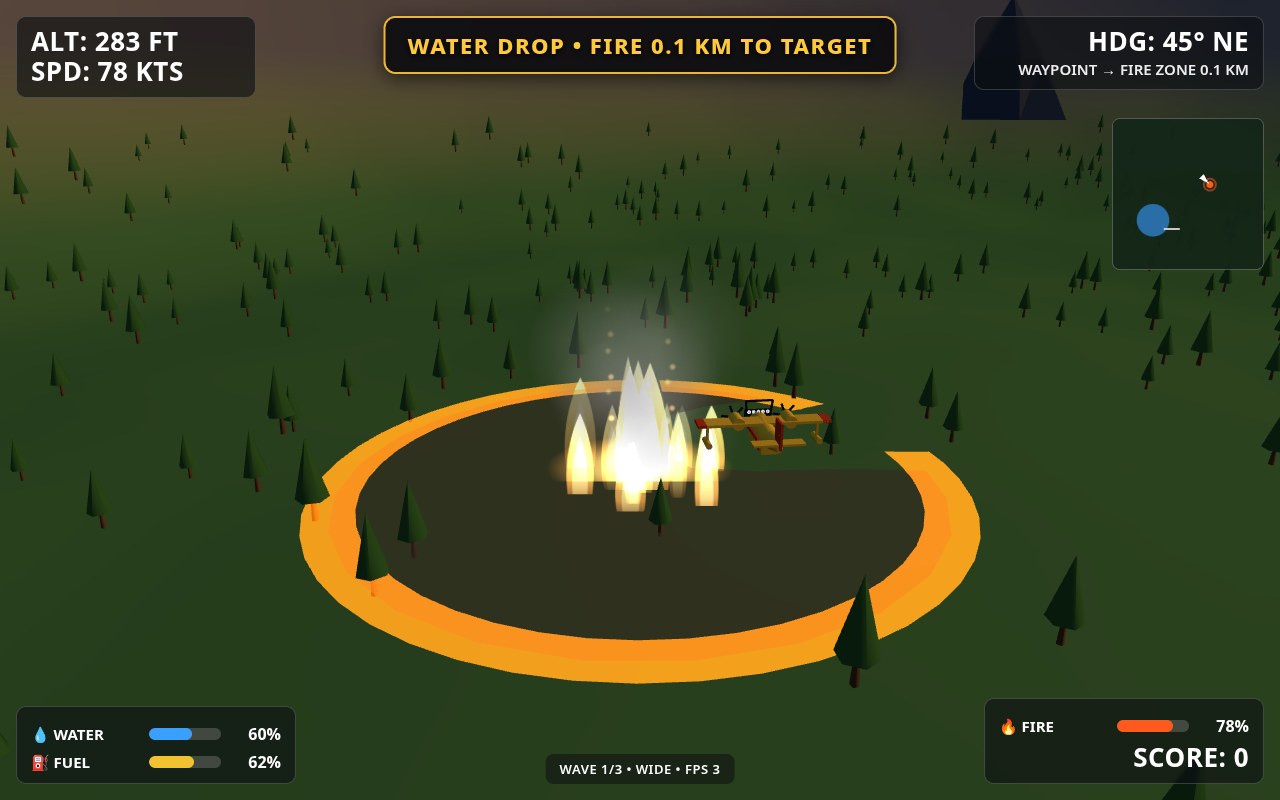 ALT: 283 FT
SPD: 78 KTS
WATER DROP • FIRE 0.1 KM TO TARGET
HDG: 45° NE
WAYPOINT → FIRE ZONE 0.1 KM
💧 WATER 60%
⛽ FUEL 62%
WAVE 1/3 • WIDE • FPS 3
🔥 FIRE 78%
SCORE: 0